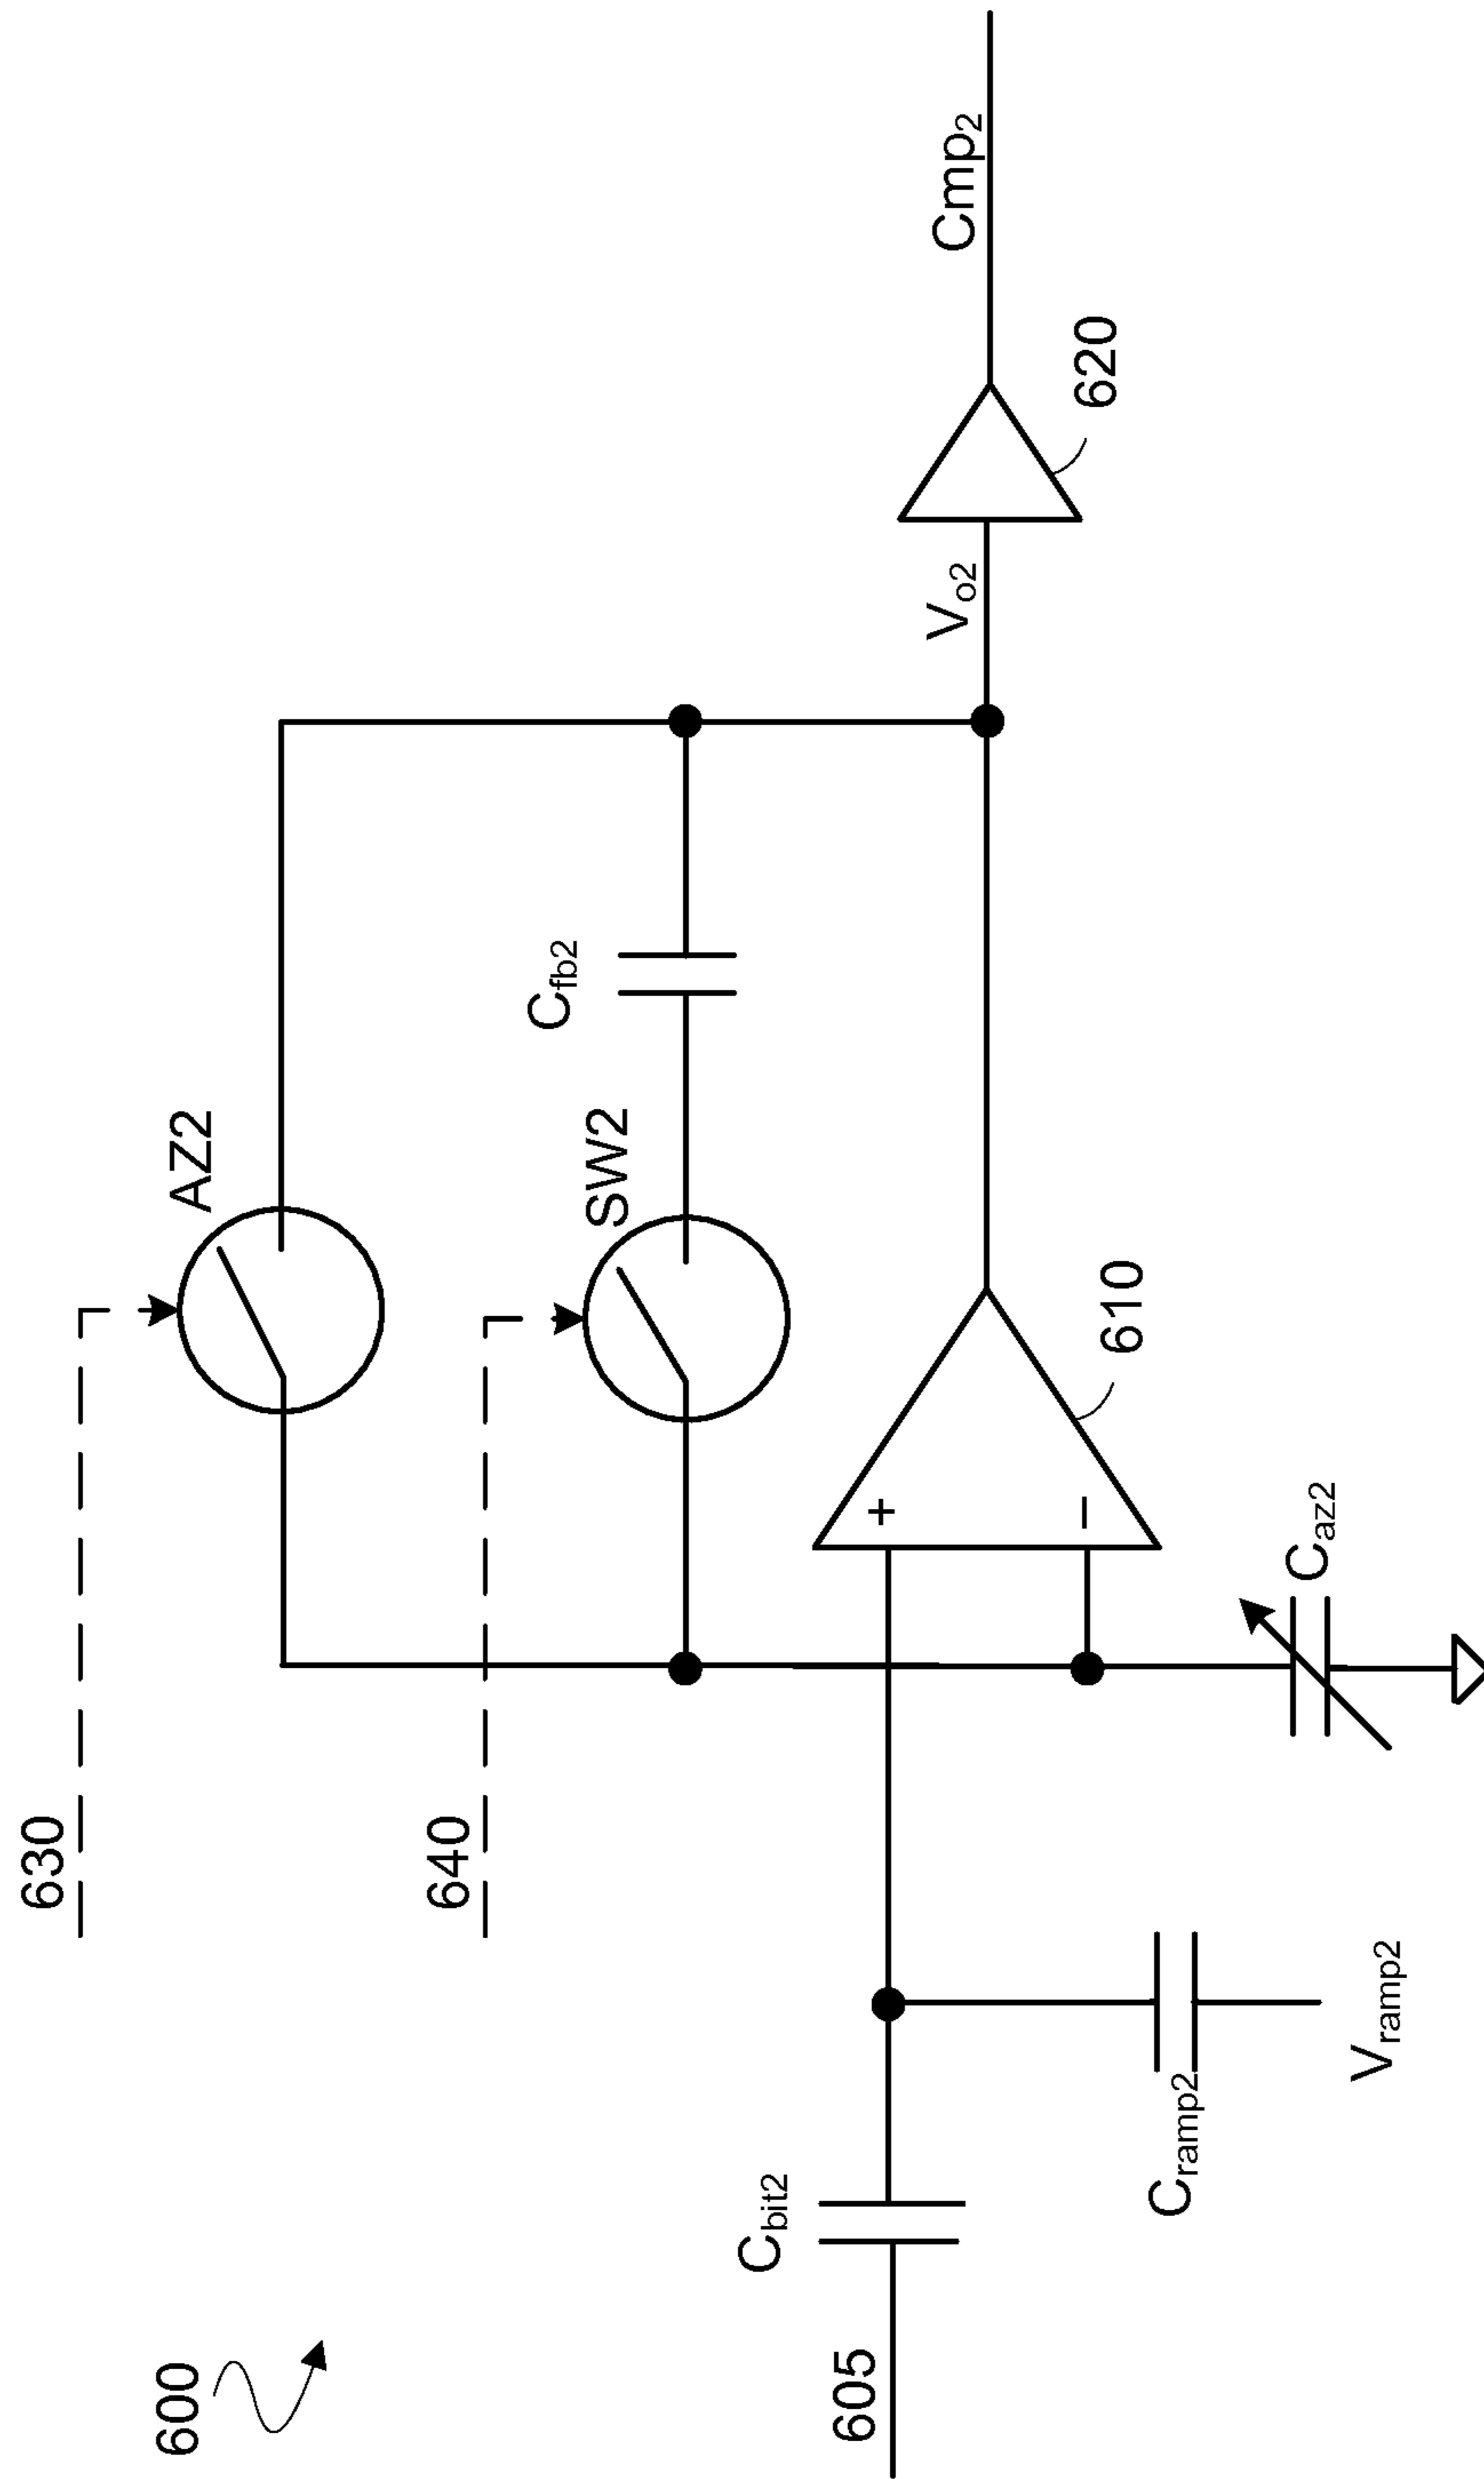 600
630
AZ2
640
SW2
Cfb2
605
Cbit2
Cramp2
Vramp2
+
−
610
Caz2
Vo2
620
Cmp2